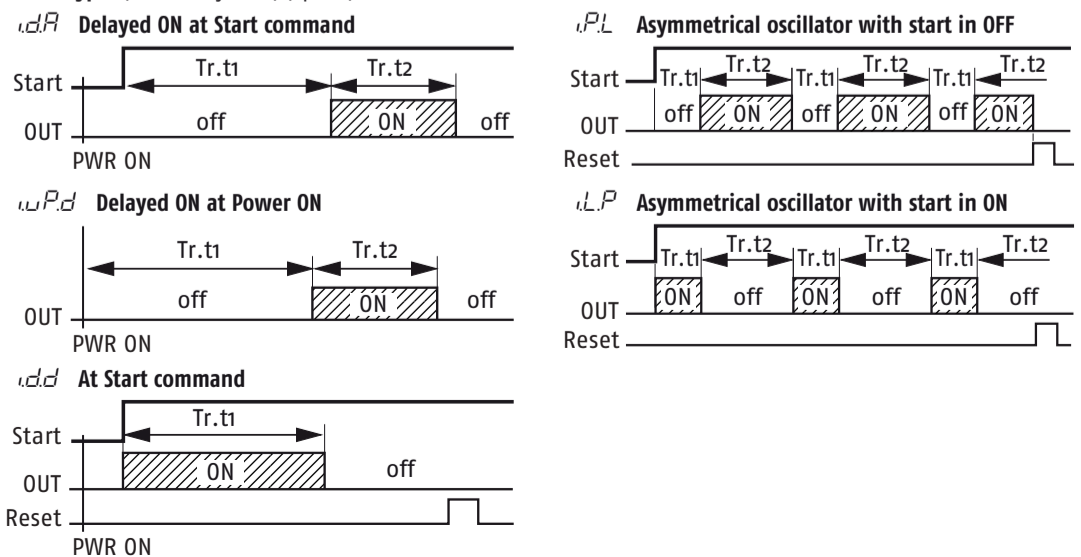 i.d.A Delayed ON at Start command
Start
Tr.t1
Tr.t2
OUT
off
ON
off
PWR ON
i.uP.d Delayed ON at Power ON
Tr.t1
Tr.t2
OUT
off
ON
off
PWR ON
i.d.d At Start command
Start
Tr.t1
OUT
ON
off
Reset
PWR ON
i.P.L Asymmetrical oscillator with start in OFF
Start
Tr.t1
Tr.t2
Tr.t1
Tr.t2
Tr.t1
Tr.t2
OUT
off
ON
off
ON
off
ON
Reset
i.L.P Asymmetrical oscillator with start in ON
Start
Tr.t1
Tr.t2
Tr.t1
Tr.t2
Tr.t1
Tr.t2
OUT
ON
off
ON
off
ON
off
Reset